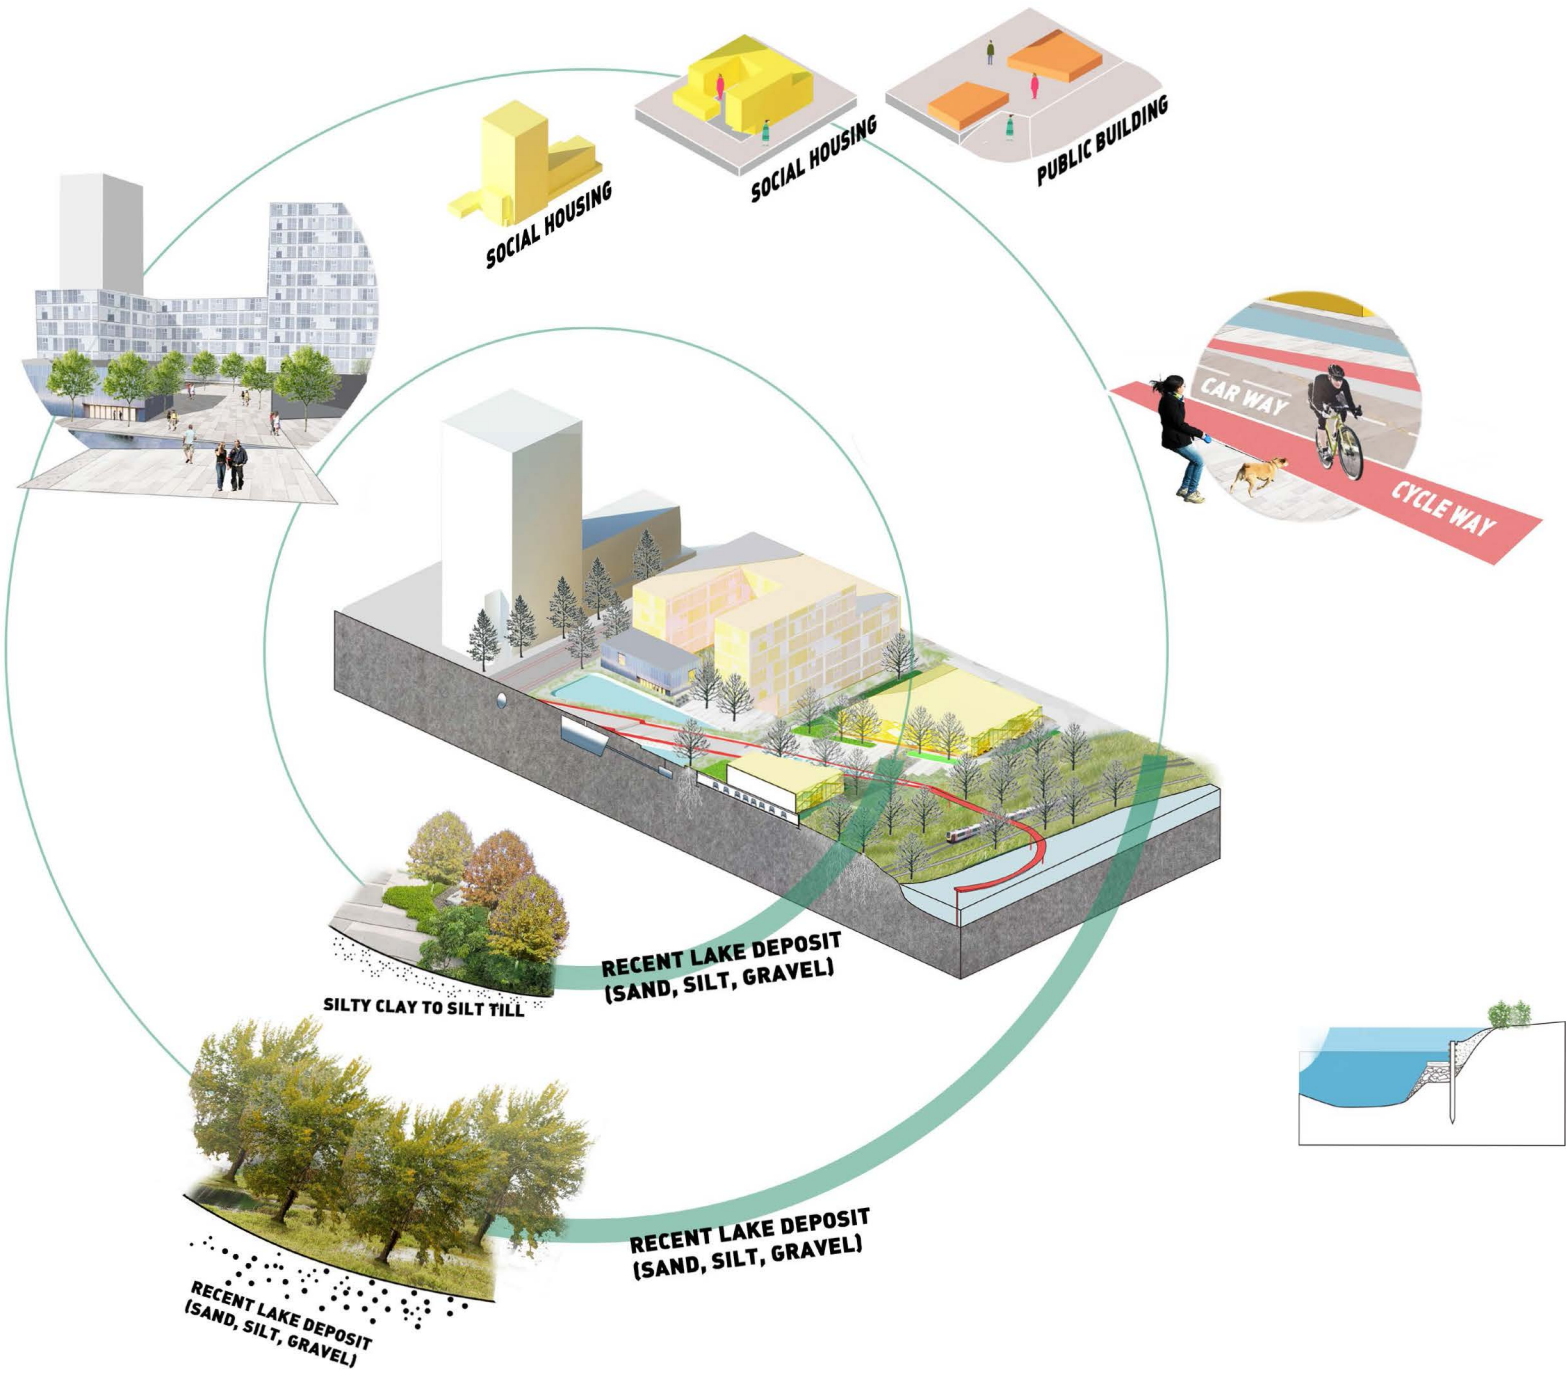 SOCIAL HOUSING
SOCIAL HOUSING
PUBLIC BUILDING
CAR WAY
CYCLE WAY
RECENT LAKE DEPOSIT
(SAND, SILT, GRAVEL)
SILTY CLAY TO SILT TILL
RECENT LAKE DEPOSIT
(SAND, SILT, GRAVEL)
RECENT LAKE DEPOSIT
(SAND, SILT, GRAVEL)